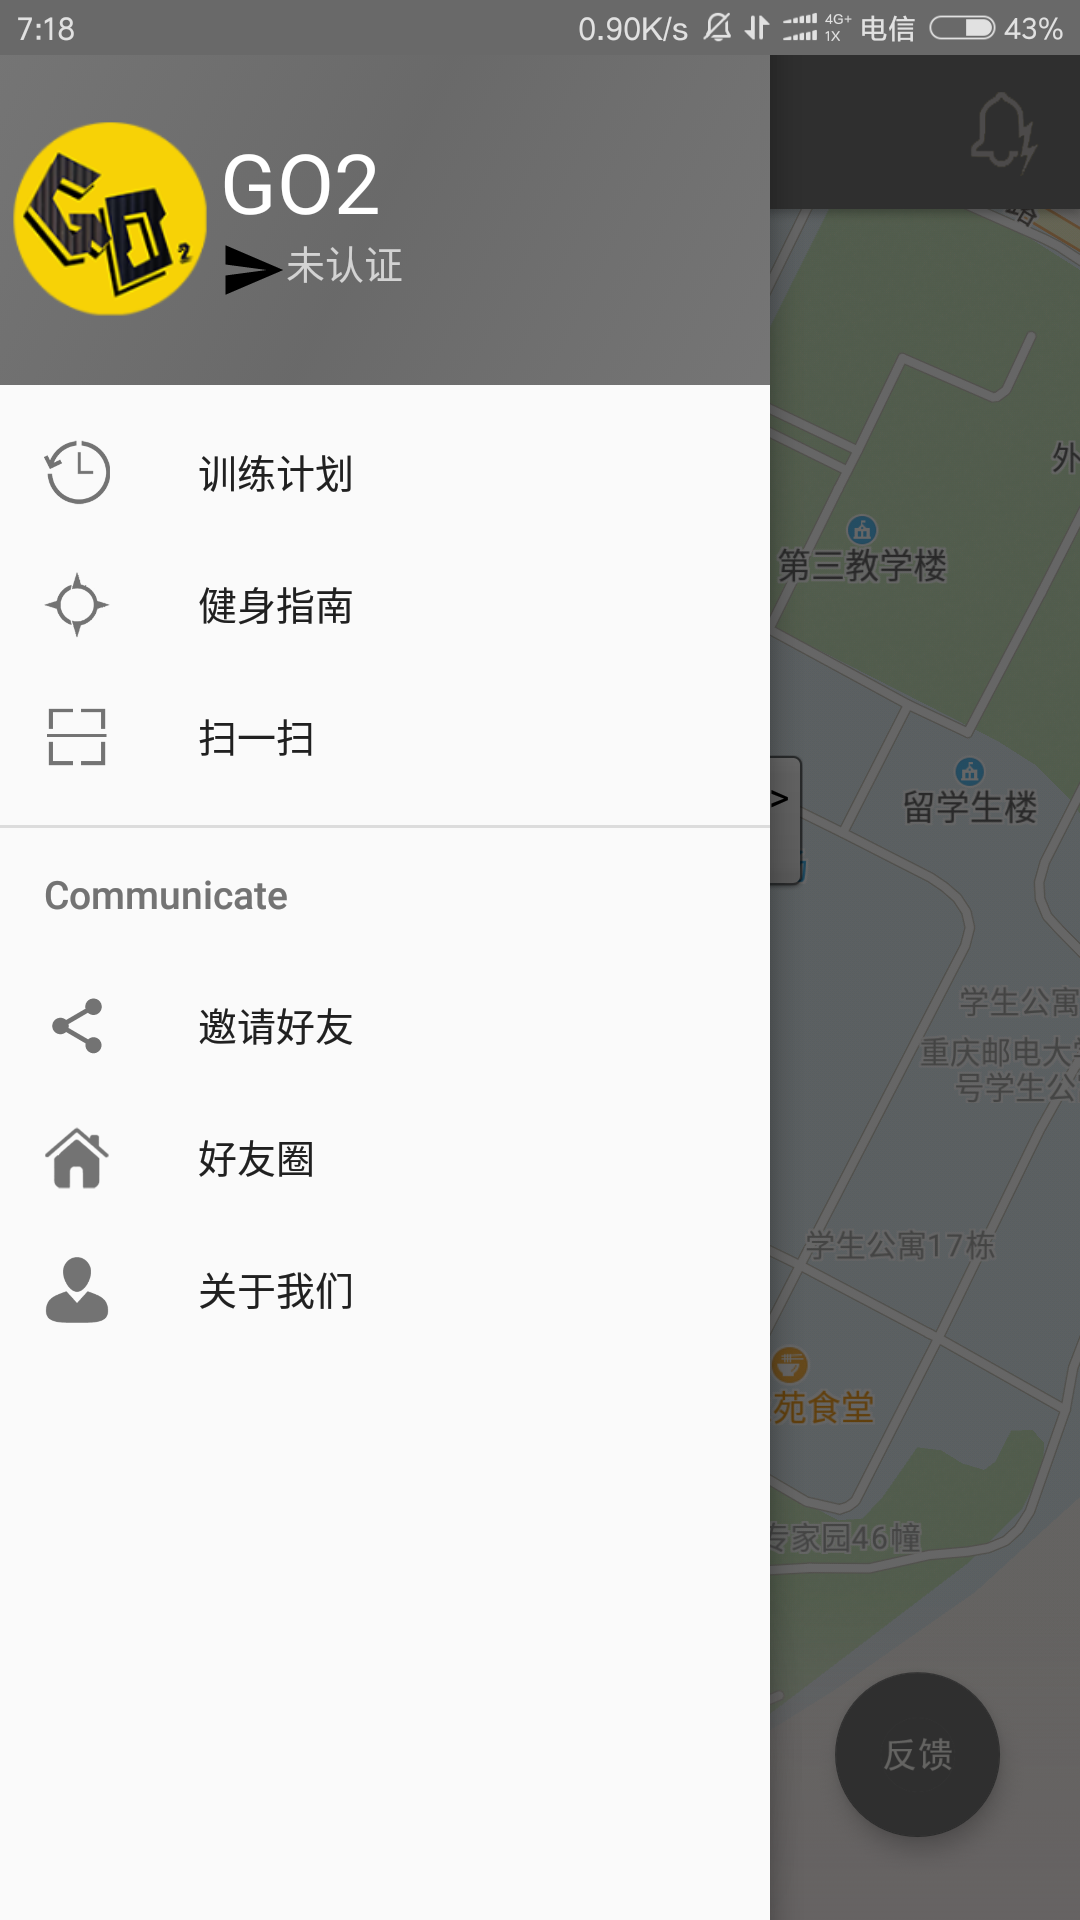 7:18
0.90K/s
4G+
1X
电信
43%
GO2
GO2
未认证
训练计划
健身指南
扫一扫
Communicate
邀请好友
好友圈
关于我们
路
外
第三教学楼
>
留学生楼
学生公寓
重庆邮电大学
号学生公
学生公寓17栋
苑食堂
专家园46幢
反馈